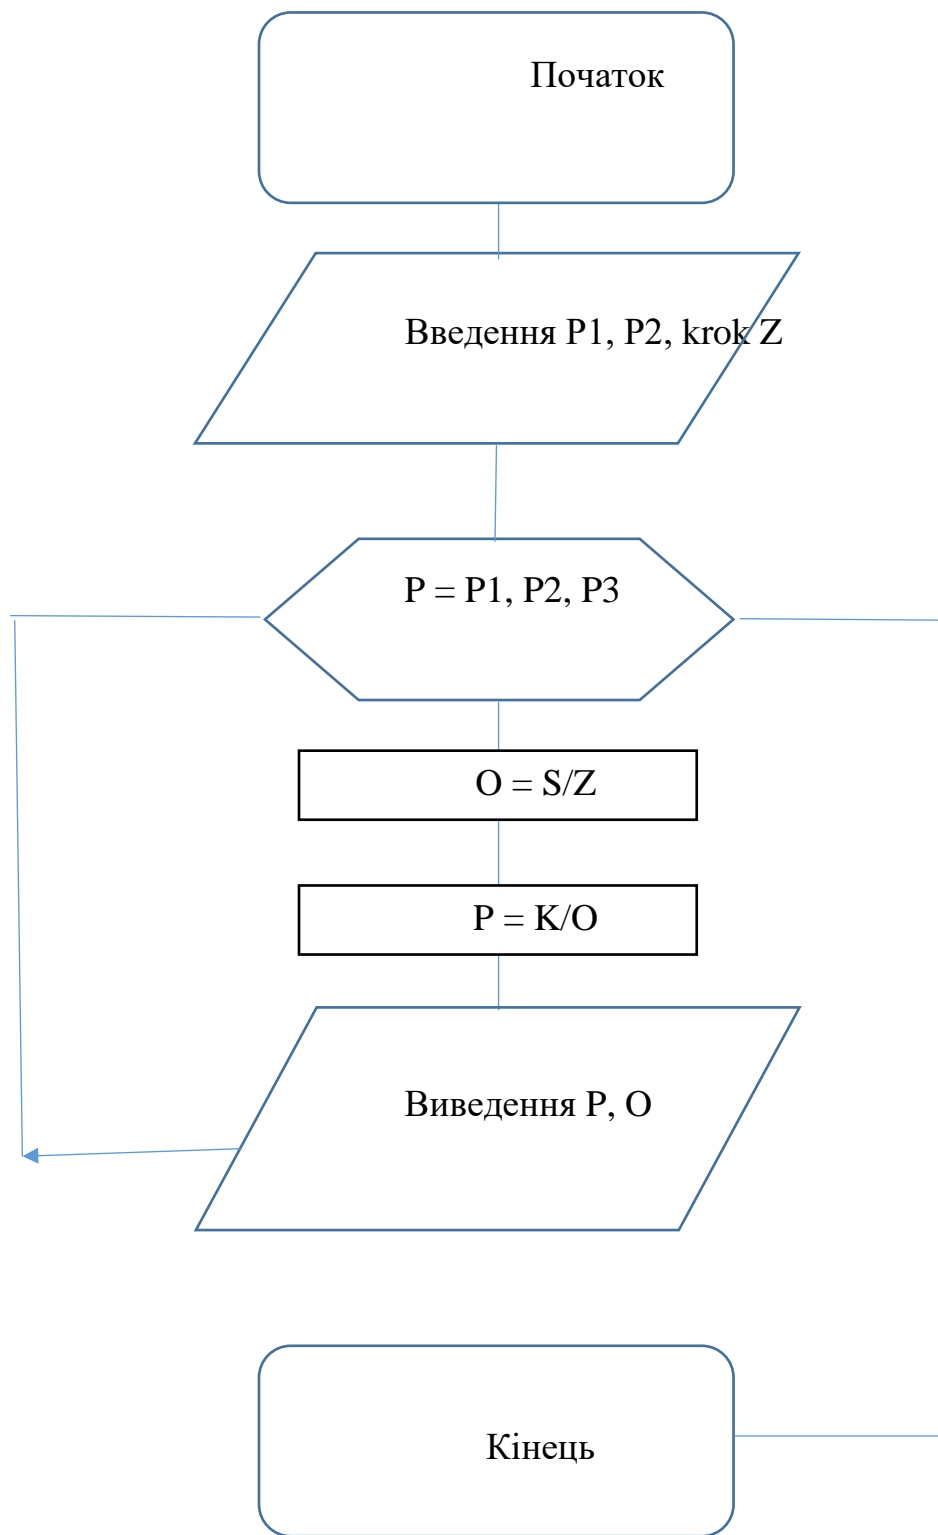 Початок
Введення P1, P2, krok Z
P = P1, P2, P3
O = S/Z
P = K/O
Виведення P, O
Кінець